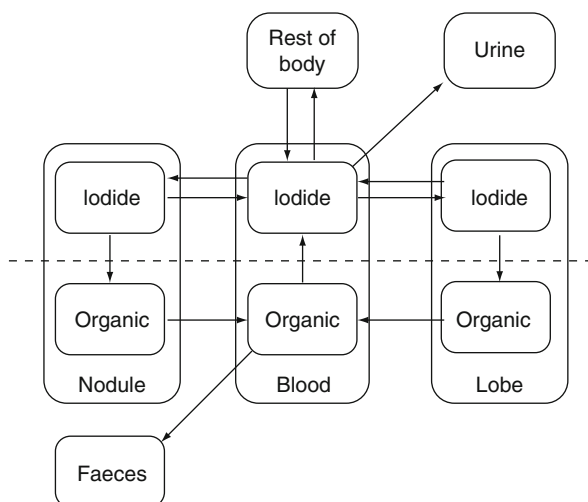 Rest of
body
Urine
Iodide
Iodide
Iodide
Organic
Organic
Organic
Nodule
Blood
Lobe
Faeces